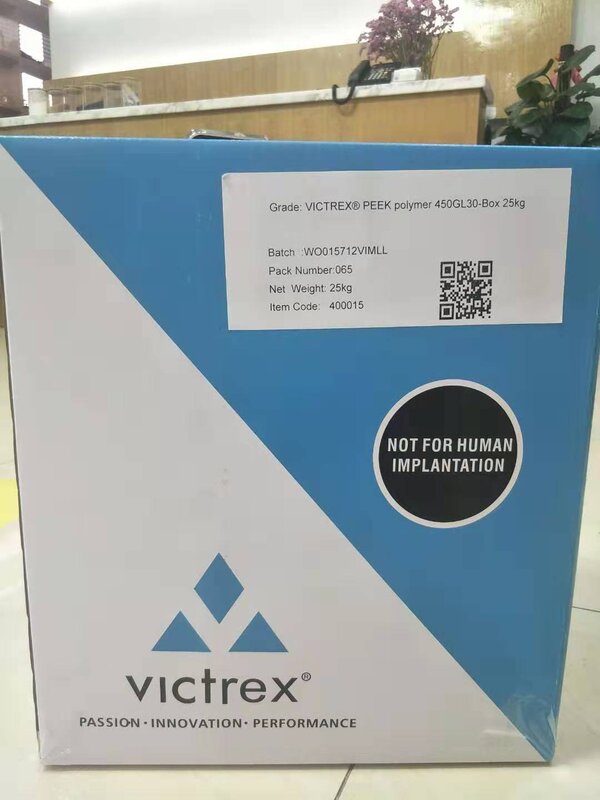 Grade: VICTREX® PEEK polymer 450GL30-Box 25kg
Batch :WO015712VIMLL
Pack Number:065
Net Weight: 25kg
Item Code: 400015
NOT FOR HUMAN
IMPLANTATION
victrex®
PASSION · INNOVATION · PERFORMANCE